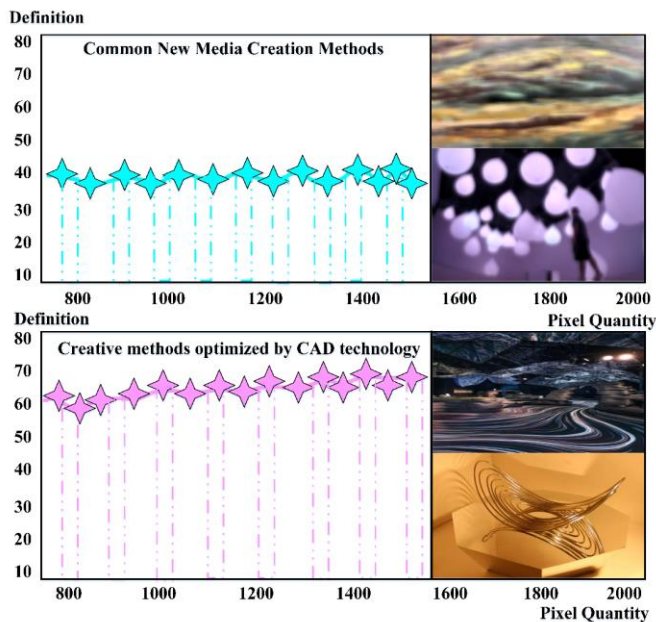 Definition
80
Common New Media Creation Methods
70
60
50
40
30
20
10
800 1000 1200 1400 1600 1800 2000
Pixel Quantity
Definition
80
Creative methods optimized by CAD technology
70
60
50
40
30
20
10
800 1000 1200 1400 1600 1800 2000
Pixel Quantity